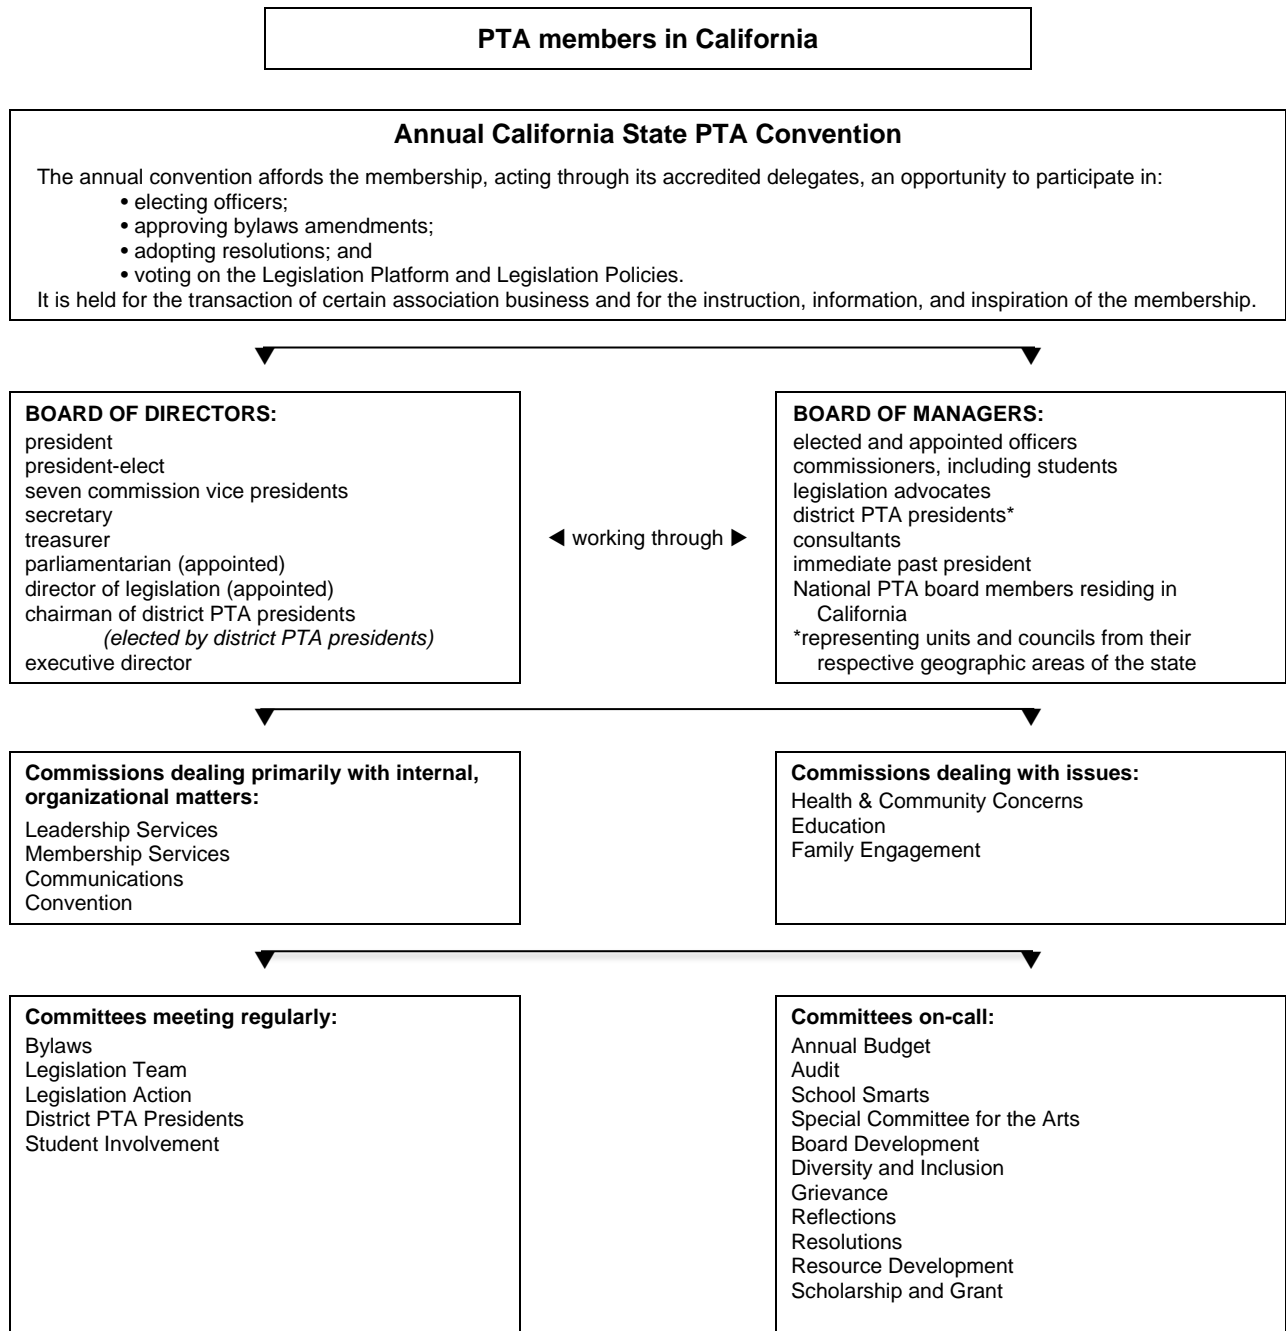 PTA members in California
Annual California State PTA Convention
The annual convention affords the membership, acting through its accredited delegates, an opportunity to participate in:
• electing officers;
• approving bylaws amendments;
• adopting resolutions; and
• voting on the Legislation Platform and Legislation Policies.
It is held for the transaction of certain association business and for the instruction, information, and inspiration of the membership.
BOARD OF DIRECTORS:
president
president-elect
seven commission vice presidents
secretary
treasurer
parliamentarian (appointed)
director of legislation (appointed)
chairman of district PTA presidents
(elected by district PTA presidents)
executive director
◄ working through ►
BOARD OF MANAGERS:
elected and appointed officers
commissioners, including students
legislation advocates
district PTA presidents*
consultants
immediate past president
National PTA board members residing in
California
*representing units and councils from their
respective geographic areas of the state
Commissions dealing primarily with internal,
organizational matters:
Leadership Services
Membership Services
Communications
Convention
Commissions dealing with issues:
Health & Community Concerns
Education
Family Engagement
Committees meeting regularly:
Bylaws
Legislation Team
Legislation Action
District PTA Presidents
Student Involvement
Committees on-call:
Annual Budget
Audit
School Smarts
Special Committee for the Arts
Board Development
Diversity and Inclusion
Grievance
Reflections
Resolutions
Resource Development
Scholarship and Grant